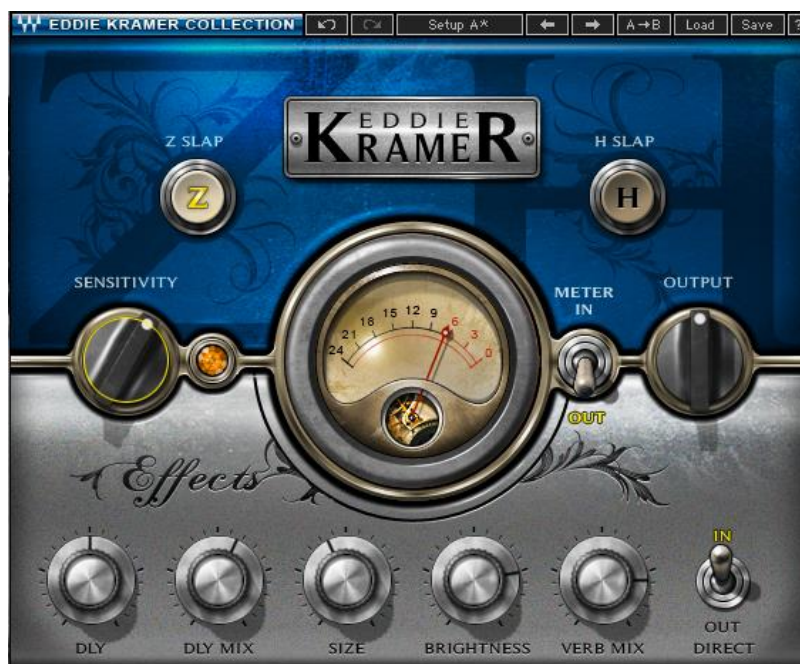 EDDIE KRAMER COLLECTION Setup A* A→B Load Save ?
EDDIE
KRAMER
Z SLAP
H SLAP
Z
H
SENSITIVITY
METER
IN
OUTPUT
24 21 18 15 12 9 6 3 0
OUT
Effects
IN
OUT
DLY DLY MIX SIZE BRIGHTNESS VERB MIX DIRECT